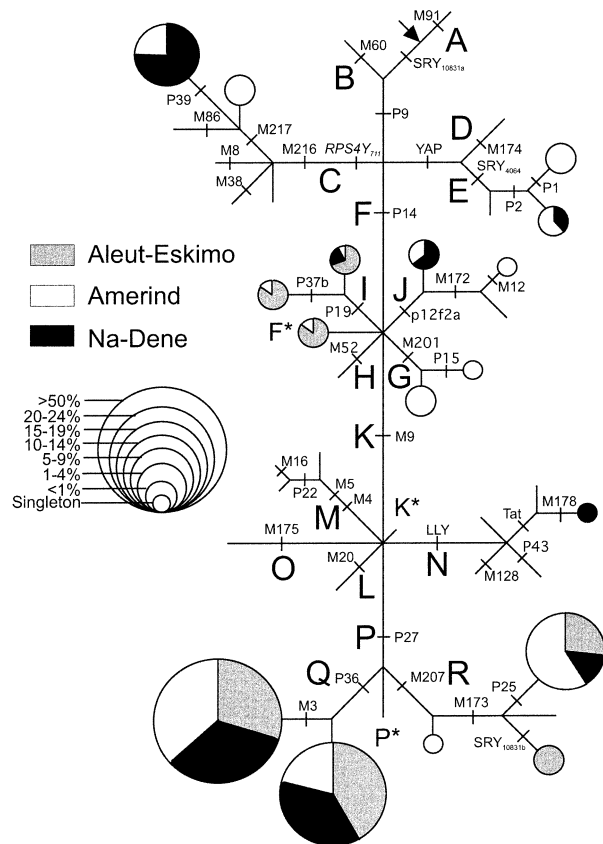 M91
A
M60
SRY10831a
B
P39
P9
M86
D
M217
M174
M8
M216
RPS4Y711
YAP
SRY4064
M38
C
E
P1
P2
F
P14
Aleut-Eskimo
Amerind
Na-Dene
P37b
I
J
M172
M12
P19
p12f2a
F*
M52
M201
P15
H
G
>50%
20-24%
15-19%
10-14%
5-9%
1-4%
<1%
Singleton
K
M9
M16
P22
M5
M4
M
K*
M178
Tat
M175
LLY
P43
O
M20
N
M128
L
P
P27
Q
P36
M207
R
P25
M3
M173
P*
SRY10831b